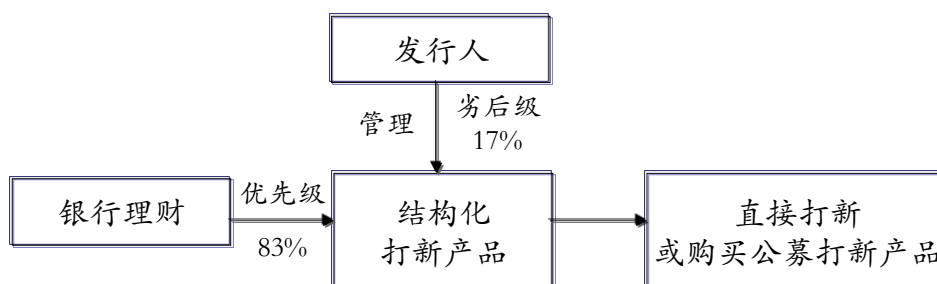 发行人
管理
劣后级
17%
银行理财
优先级
83%
结构化
打新产品
直接打新
或购买公募打新产品